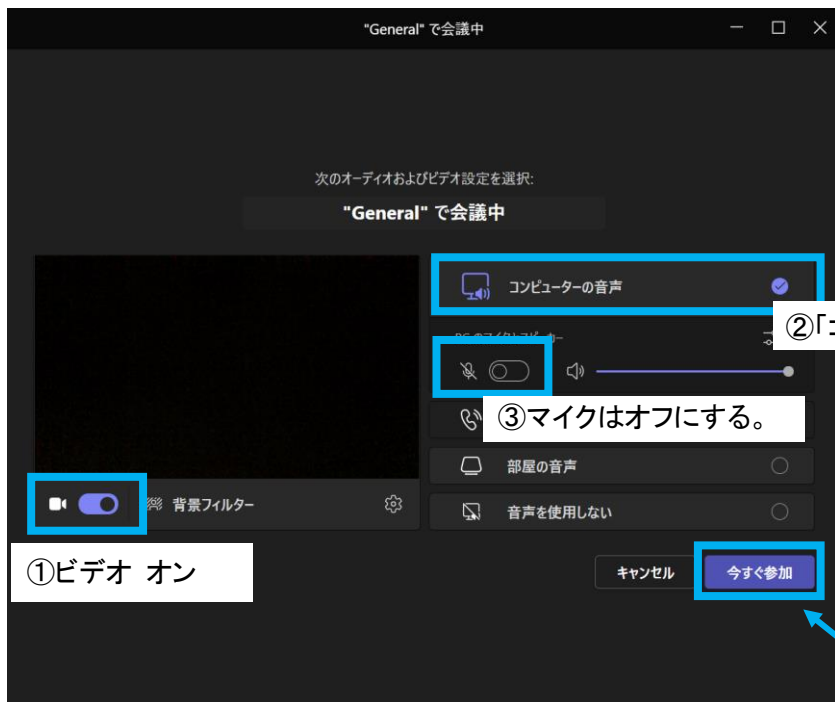 "General" で会議中
次のオーディオおよびビデオ設定を選択:
"General" で会議中
コンピューターの音声
②「コ
③マイクはオフにする。
部屋の音声
背景フィルター
音声を使用しない
①ビデオ オン
キャンセル
今すぐ参加